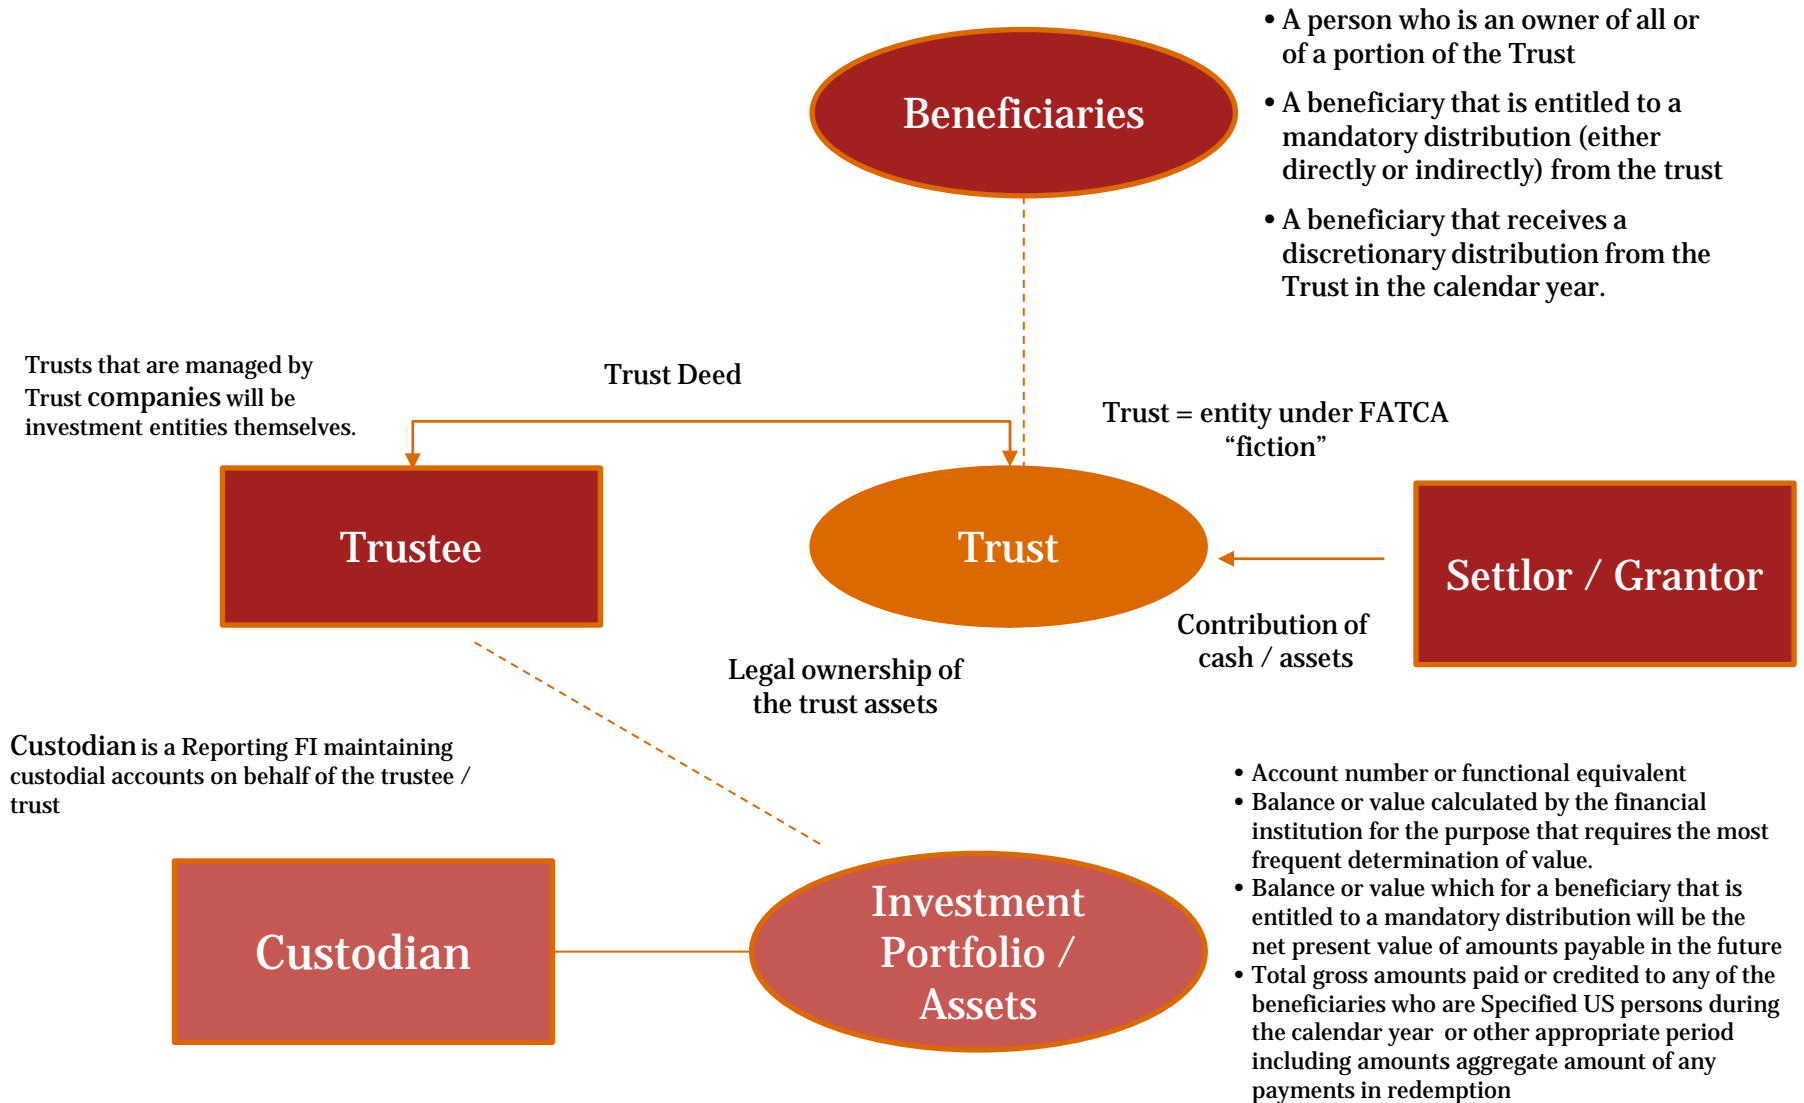 • A person who is an owner of all or
of a portion of the Trust
Beneficiaries
• A beneficiary that is entitled to a
mandatory distribution (either
directly or indirectly) from the trust
• A beneficiary that receives a
discretionary distribution from the
Trust in the calendar year.
Trusts that are managed by
Trust companies will be
investment entities themselves.
Trust Deed
Trust = entity under FATCA
“fiction”
Trustee
Trust
Settlor / Grantor
Contribution of
cash / assets
Legal ownership of
the trust assets
Custodian is a Reporting FI maintaining
custodial accounts on behalf of the trustee /
trust
Custodian
Investment
Portfolio /
Assets
• Account number or functional equivalent
• Balance or value calculated by the financial
institution for the purpose that requires the most
frequent determination of value.
• Balance or value which for a beneficiary that is
entitled to a mandatory distribution will be the
net present value of amounts payable in the future
• Total gross amounts paid or credited to any of the
beneficiaries who are Specified US persons during
the calendar year or other appropriate period
including amounts aggregate amount of any
payments in redemption